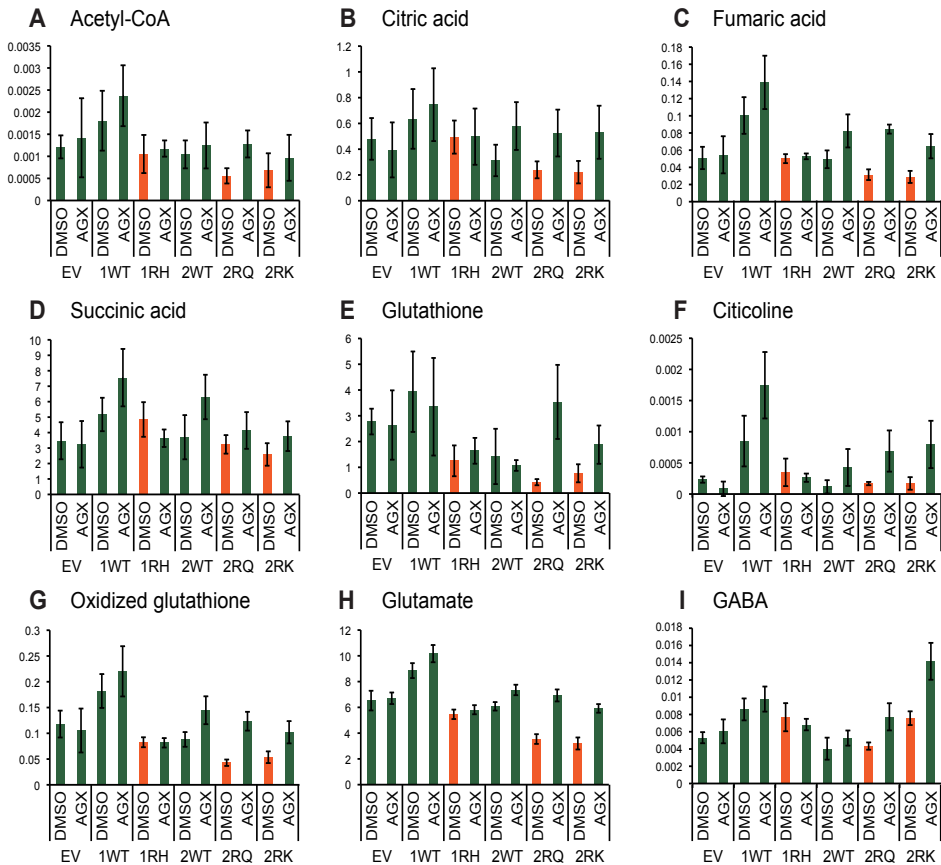 A Acetyl-CoA
0.0035
0.003
0.0025
0.002
0.0015
0.001
0.0005
0
DMSO AGX DMSO AGX DMSO AGX DMSO AGX DMSO AGX DMSO AGX
EV 1WT 1RH 2WT 2RQ 2RK
B Citric acid
1.2
1
0.8
0.6
0.4
0.2
0
DMSO AGX DMSO AGX DMSO AGX DMSO AGX DMSO AGX DMSO AGX
EV 1WT 1RH 2WT 2RQ 2RK
C Fumaric acid
0.18
0.16
0.14
0.12
0.10
0.08
0.06
0.04
0.02
0
DMSO AGX DMSO AGX DMSO AGX DMSO AGX DMSO AGX DMSO AGX
EV 1WT 1RH 2WT 2RQ 2RK
D Succinic acid
10
9
8
7
6
5
4
3
2
1
0
DMSO AGX DMSO AGX DMSO AGX DMSO AGX DMSO AGX DMSO AGX
EV 1WT 1RH 2WT 2RQ 2RK
E Glutathione
6
5
4
3
2
1
0
DMSO AGX DMSO AGX DMSO AGX DMSO AGX DMSO AGX DMSO AGX
EV 1WT 1RH 2WT 2RQ 2RK
F Citicoline
0.0025
0.002
0.0015
0.001
0.0005
0
DMSO AGX DMSO AGX DMSO AGX DMSO AGX DMSO AGX DMSO AGX
EV 1WT 1RH 2WT 2RQ 2RK
G Oxidized glutathione
0.3
0.25
0.2
0.15
0.1
0.05
0
DMSO AGX DMSO AGX DMSO AGX DMSO AGX DMSO AGX DMSO AGX
EV 1WT 1RH 2WT 2RQ 2RK
H Glutamate
12
10
8
6
4
2
0
DMSO AGX DMSO AGX DMSO AGX DMSO AGX DMSO AGX DMSO AGX
EV 1WT 1RH 2WT 2RQ 2RK
I GABA
0.018
0.016
0.014
0.012
0.010
0.008
0.006
0.004
0.002
0
DMSO AGX DMSO AGX DMSO AGX DMSO AGX DMSO AGX DMSO AGX
EV 1WT 1RH 2WT 2RQ 2RK